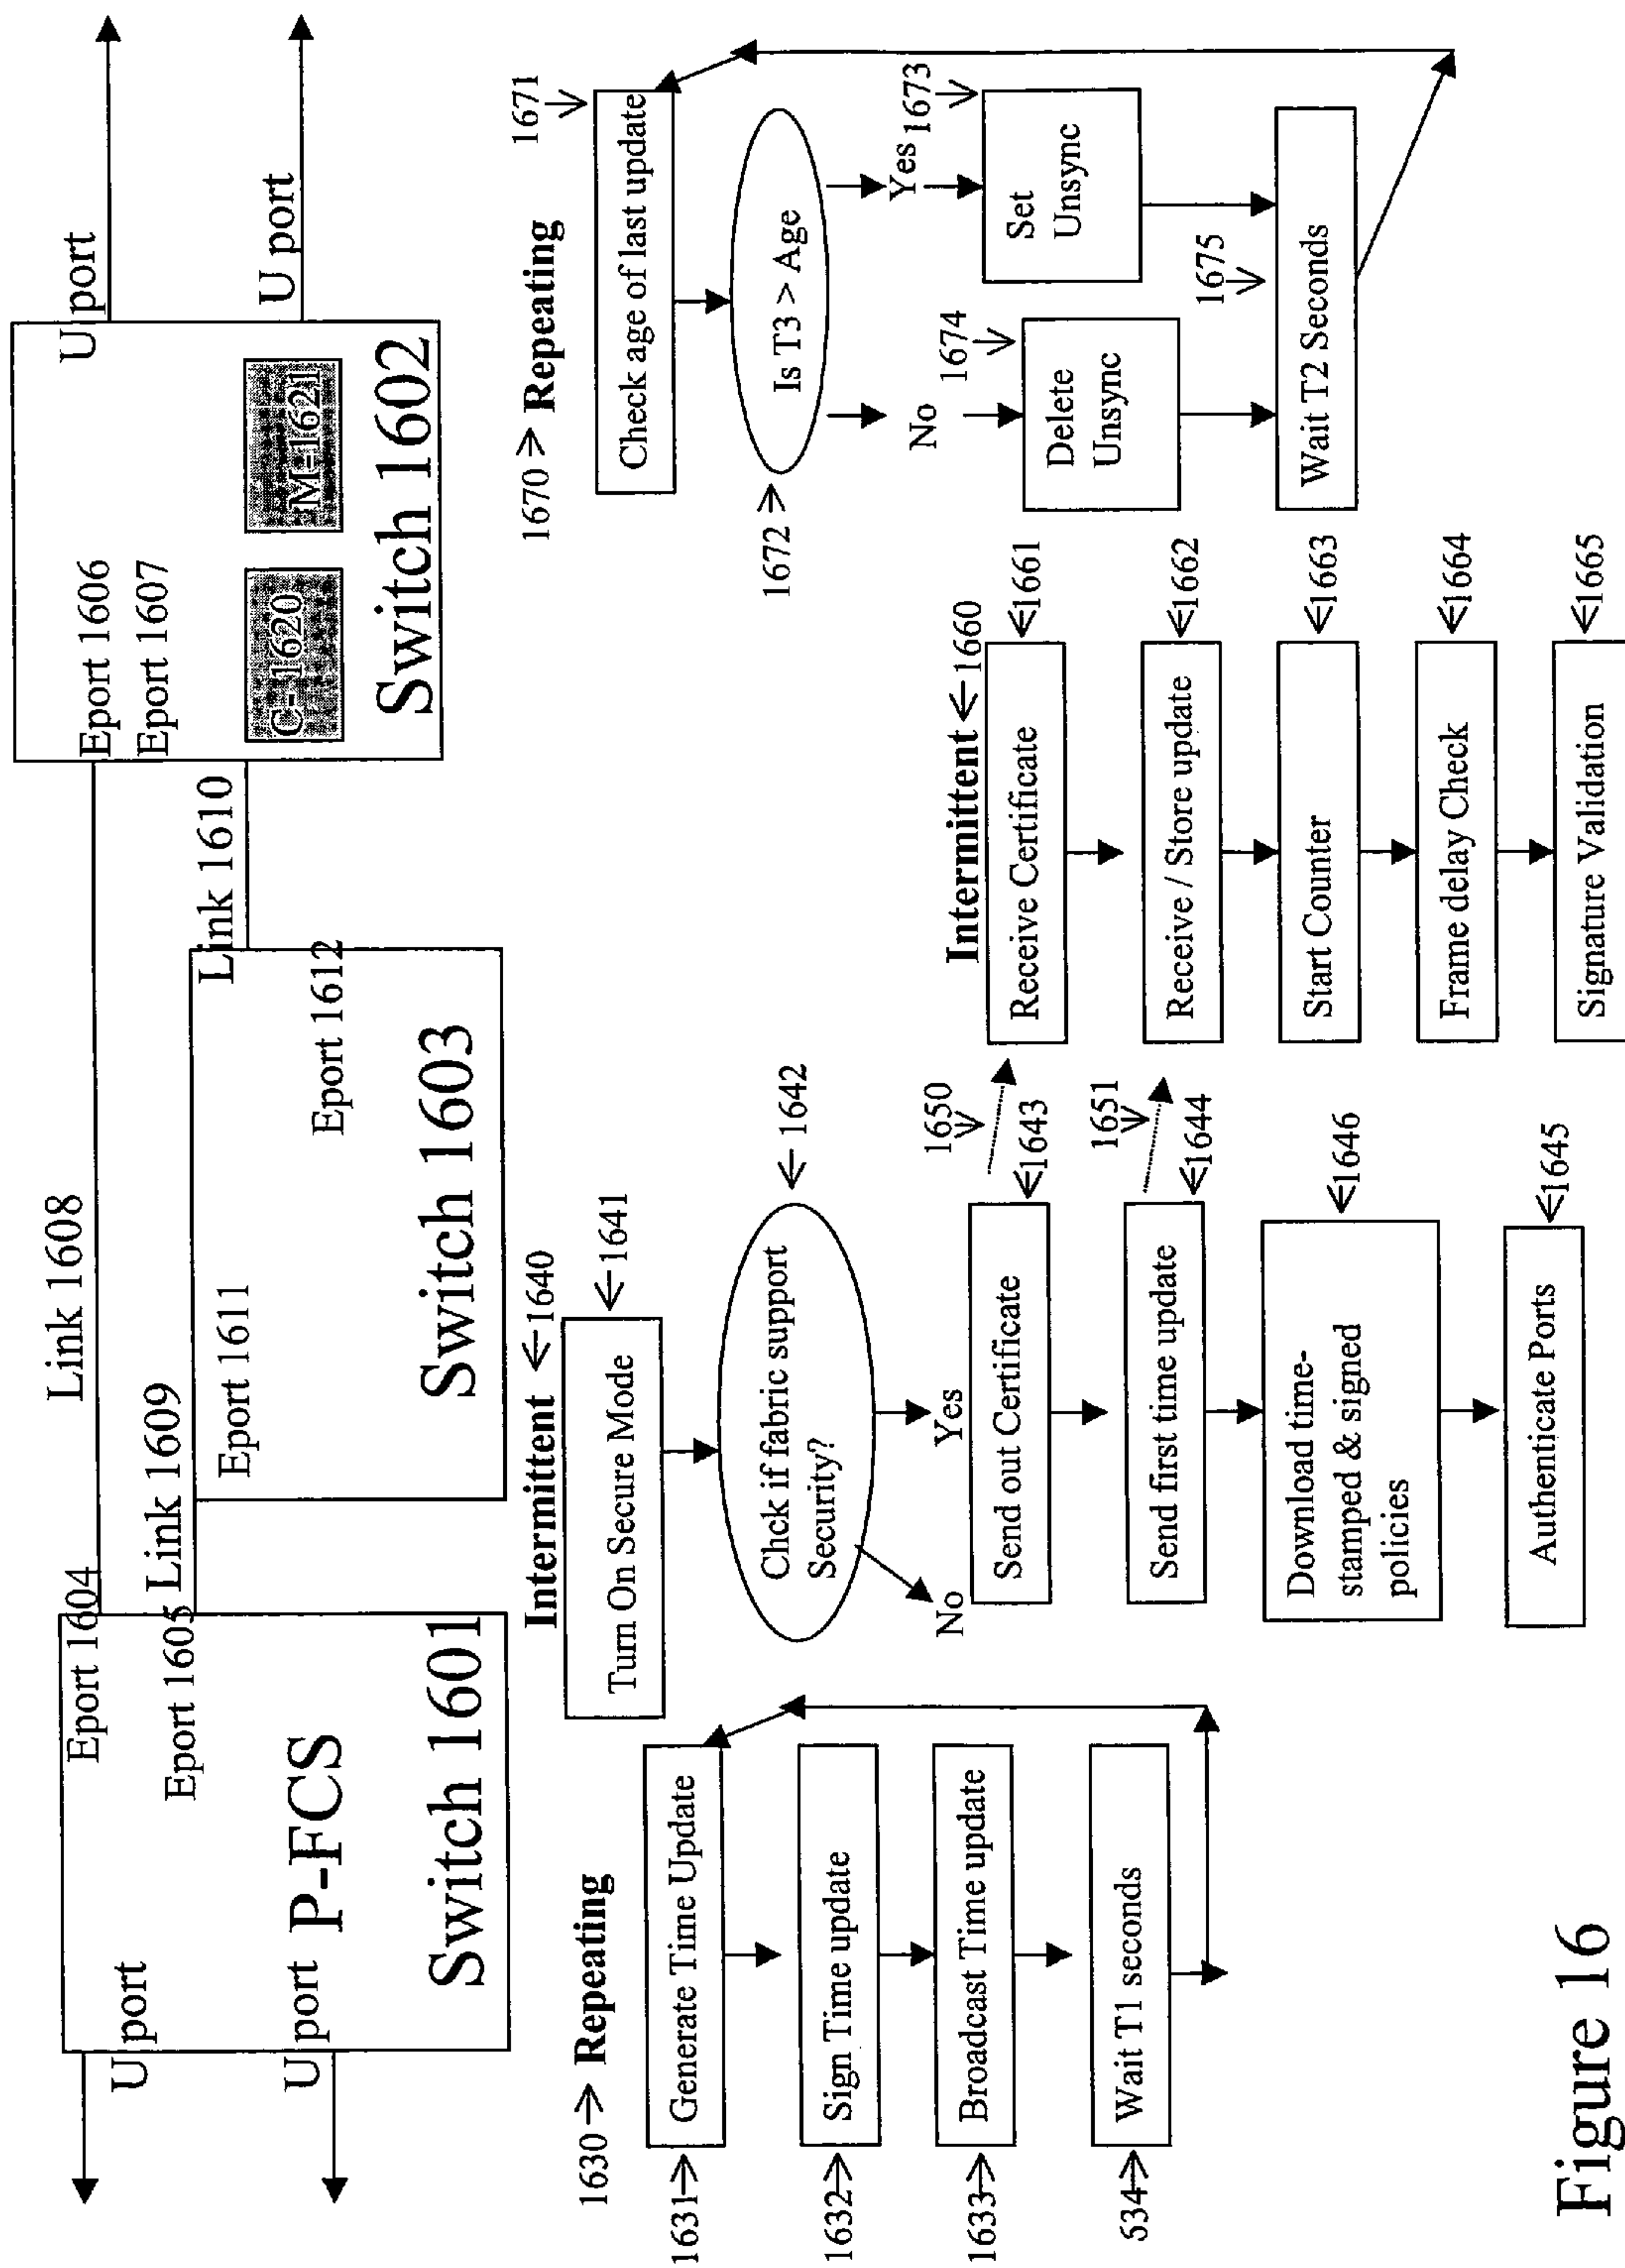 U port
U port
Eport 1604
Eport 1605
P-FCS
Switch 1601
Link 1608
Link 1609
Eport 1611
Eport 1612
Switch 1603
Link 1610
Eport 1606
Eport 1607
C-1620
M-1621
Switch 1602
U port
U port
1630 Repeating
1631
Generate Time Update
1632
Sign Time update
1633
Broadcast Time update
534
Wait T1 seconds
Intermittent 1640
Turn On Secure Mode
1641
Chck if fabric support
Security?
1642
No
Yes
Send out Certificate
1643
1650
Send first time update
1644
1651
Download time-
stamped & signed
policies
1646
Authenticate Ports
1645
Intermittent 1660
Receive Certificate
1661
Receive / Store update
1662
Start Counter
1663
Frame delay Check
1664
Signature Validation
1665
1670 Repeating
1671
Check age of last update
1672
Is T3 > Age
No
Yes
1674
Delete
Unsync
1673
Set
Unsync
1675
Wait T2 Seconds
Figure 16